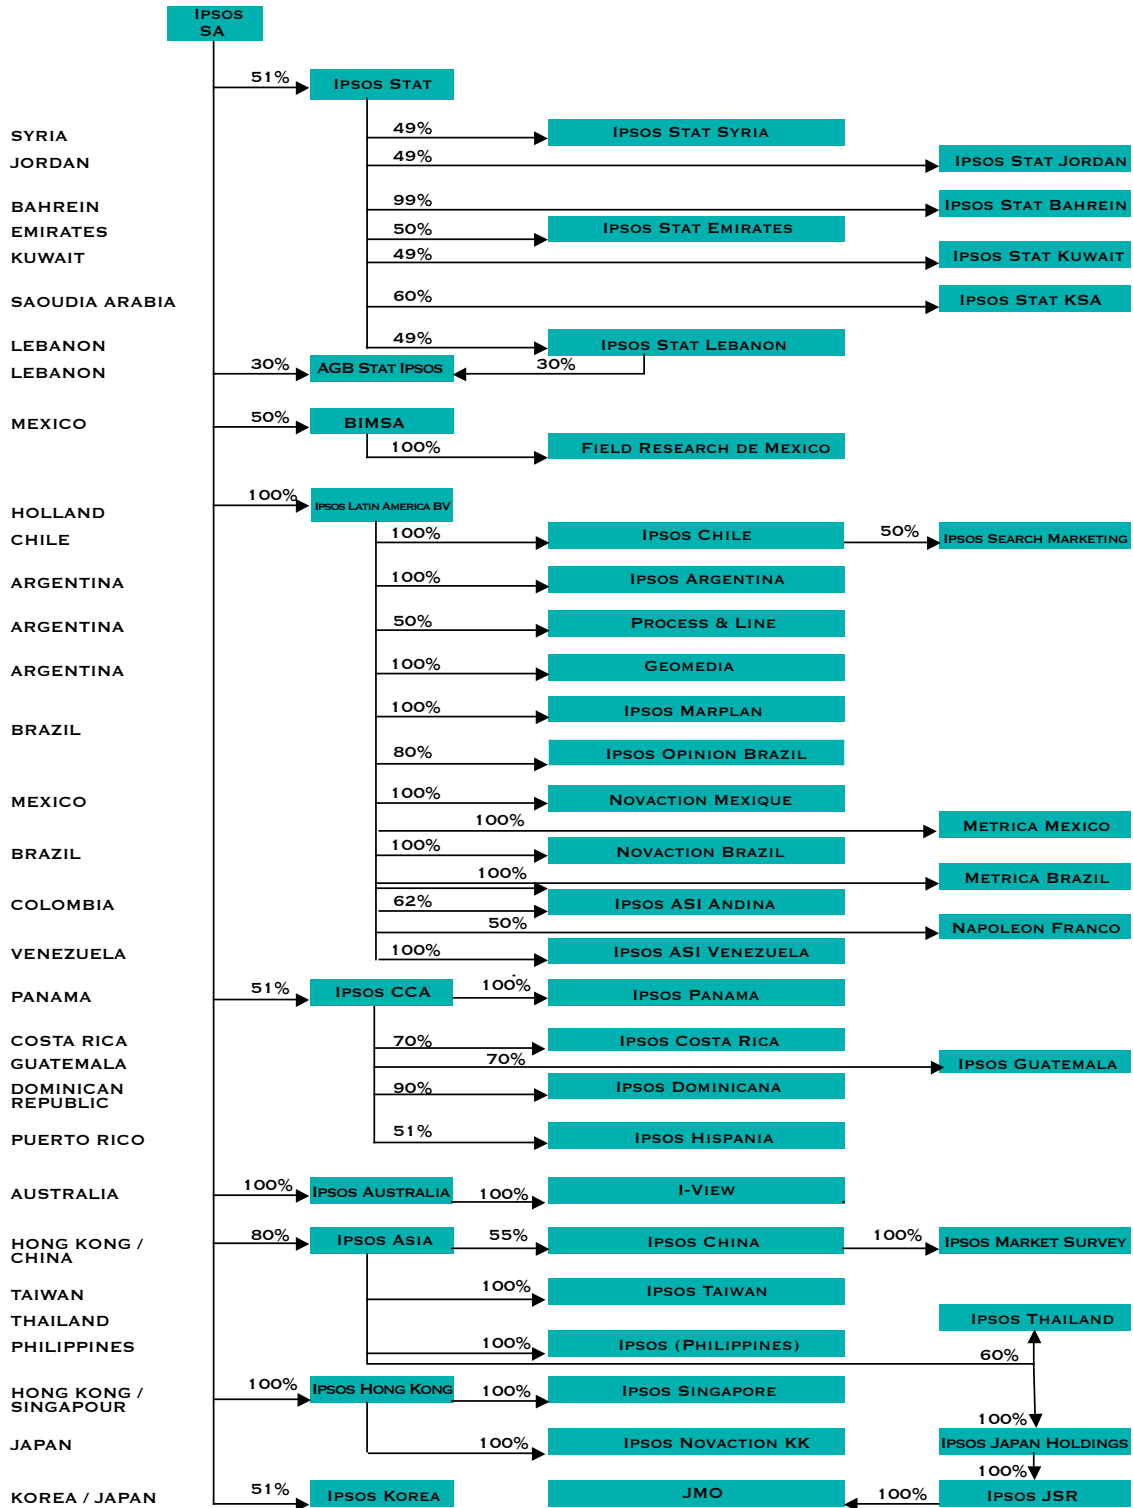 Ipsos
SA
51% Ipsos Stat
SYRIA 49% Ipsos Stat Syria
JORDAN 49% Ipsos Stat Jordan
BAHREIN 99% Ipsos Stat Bahrein
EMIRATES 50% Ipsos Stat Emirates
KUWAIT 49% Ipsos Stat Kuwait
SAOUDIA ARABIA 60% Ipsos Stat KSA
LEBANON 49% Ipsos Stat Lebanon
LEBANON 30% AGB Stat Ipsos 30%
MEXICO 50% BIMSA
100% Field Research de Mexico
100% Ipsos Latin America BV
HOLLAND
CHILE 100% Ipsos Chile 50% Ipsos Search Marketing
ARGENTINA 100% Ipsos Argentina
ARGENTINA 50% Process & Line
ARGENTINA 100% Geomedia
100% Ipsos Marplan
BRAZIL
80% Ipsos Opinion Brazil
MEXICO 100% Novaction Mexique
100% Metrica Mexico
BRAZIL 100% Novaction Brazil
100% Metrica Brazil
COLOMBIA 62% Ipsos ASI Andina
50% Napoleon Franco
VENEZUELA 100% Ipsos ASI Venezuela
PANAMA 51% Ipsos CCA 100% Ipsos Panama
COSTA RICA 70% Ipsos Costa Rica
GUATEMALA 70% Ipsos Guatemala
DOMINICAN
REPUBLIC 90% Ipsos Dominicana
PUERTO RICO 51% Ipsos Hispania
AUSTRALIA 100% Ipsos Australia 100% I-View
HONG KONG /
CHINA 80% Ipsos Asia 55% Ipsos China 100% Ipsos Market Survey
TAIWAN 100% Ipsos Taiwan
THAILAND Ipsos Thailand
PHILIPPINES 100% Ipsos (Philippines)
60%
HONG KONG /
SINGAPOUR 100% Ipsos Hong Kong 100% Ipsos Singapore
100%
JAPAN 100% Ipsos Novaction KK Ipsos Japan Holdings
100%
KOREA / JAPAN 51% Ipsos Korea JMO 100% Ipsos JSR